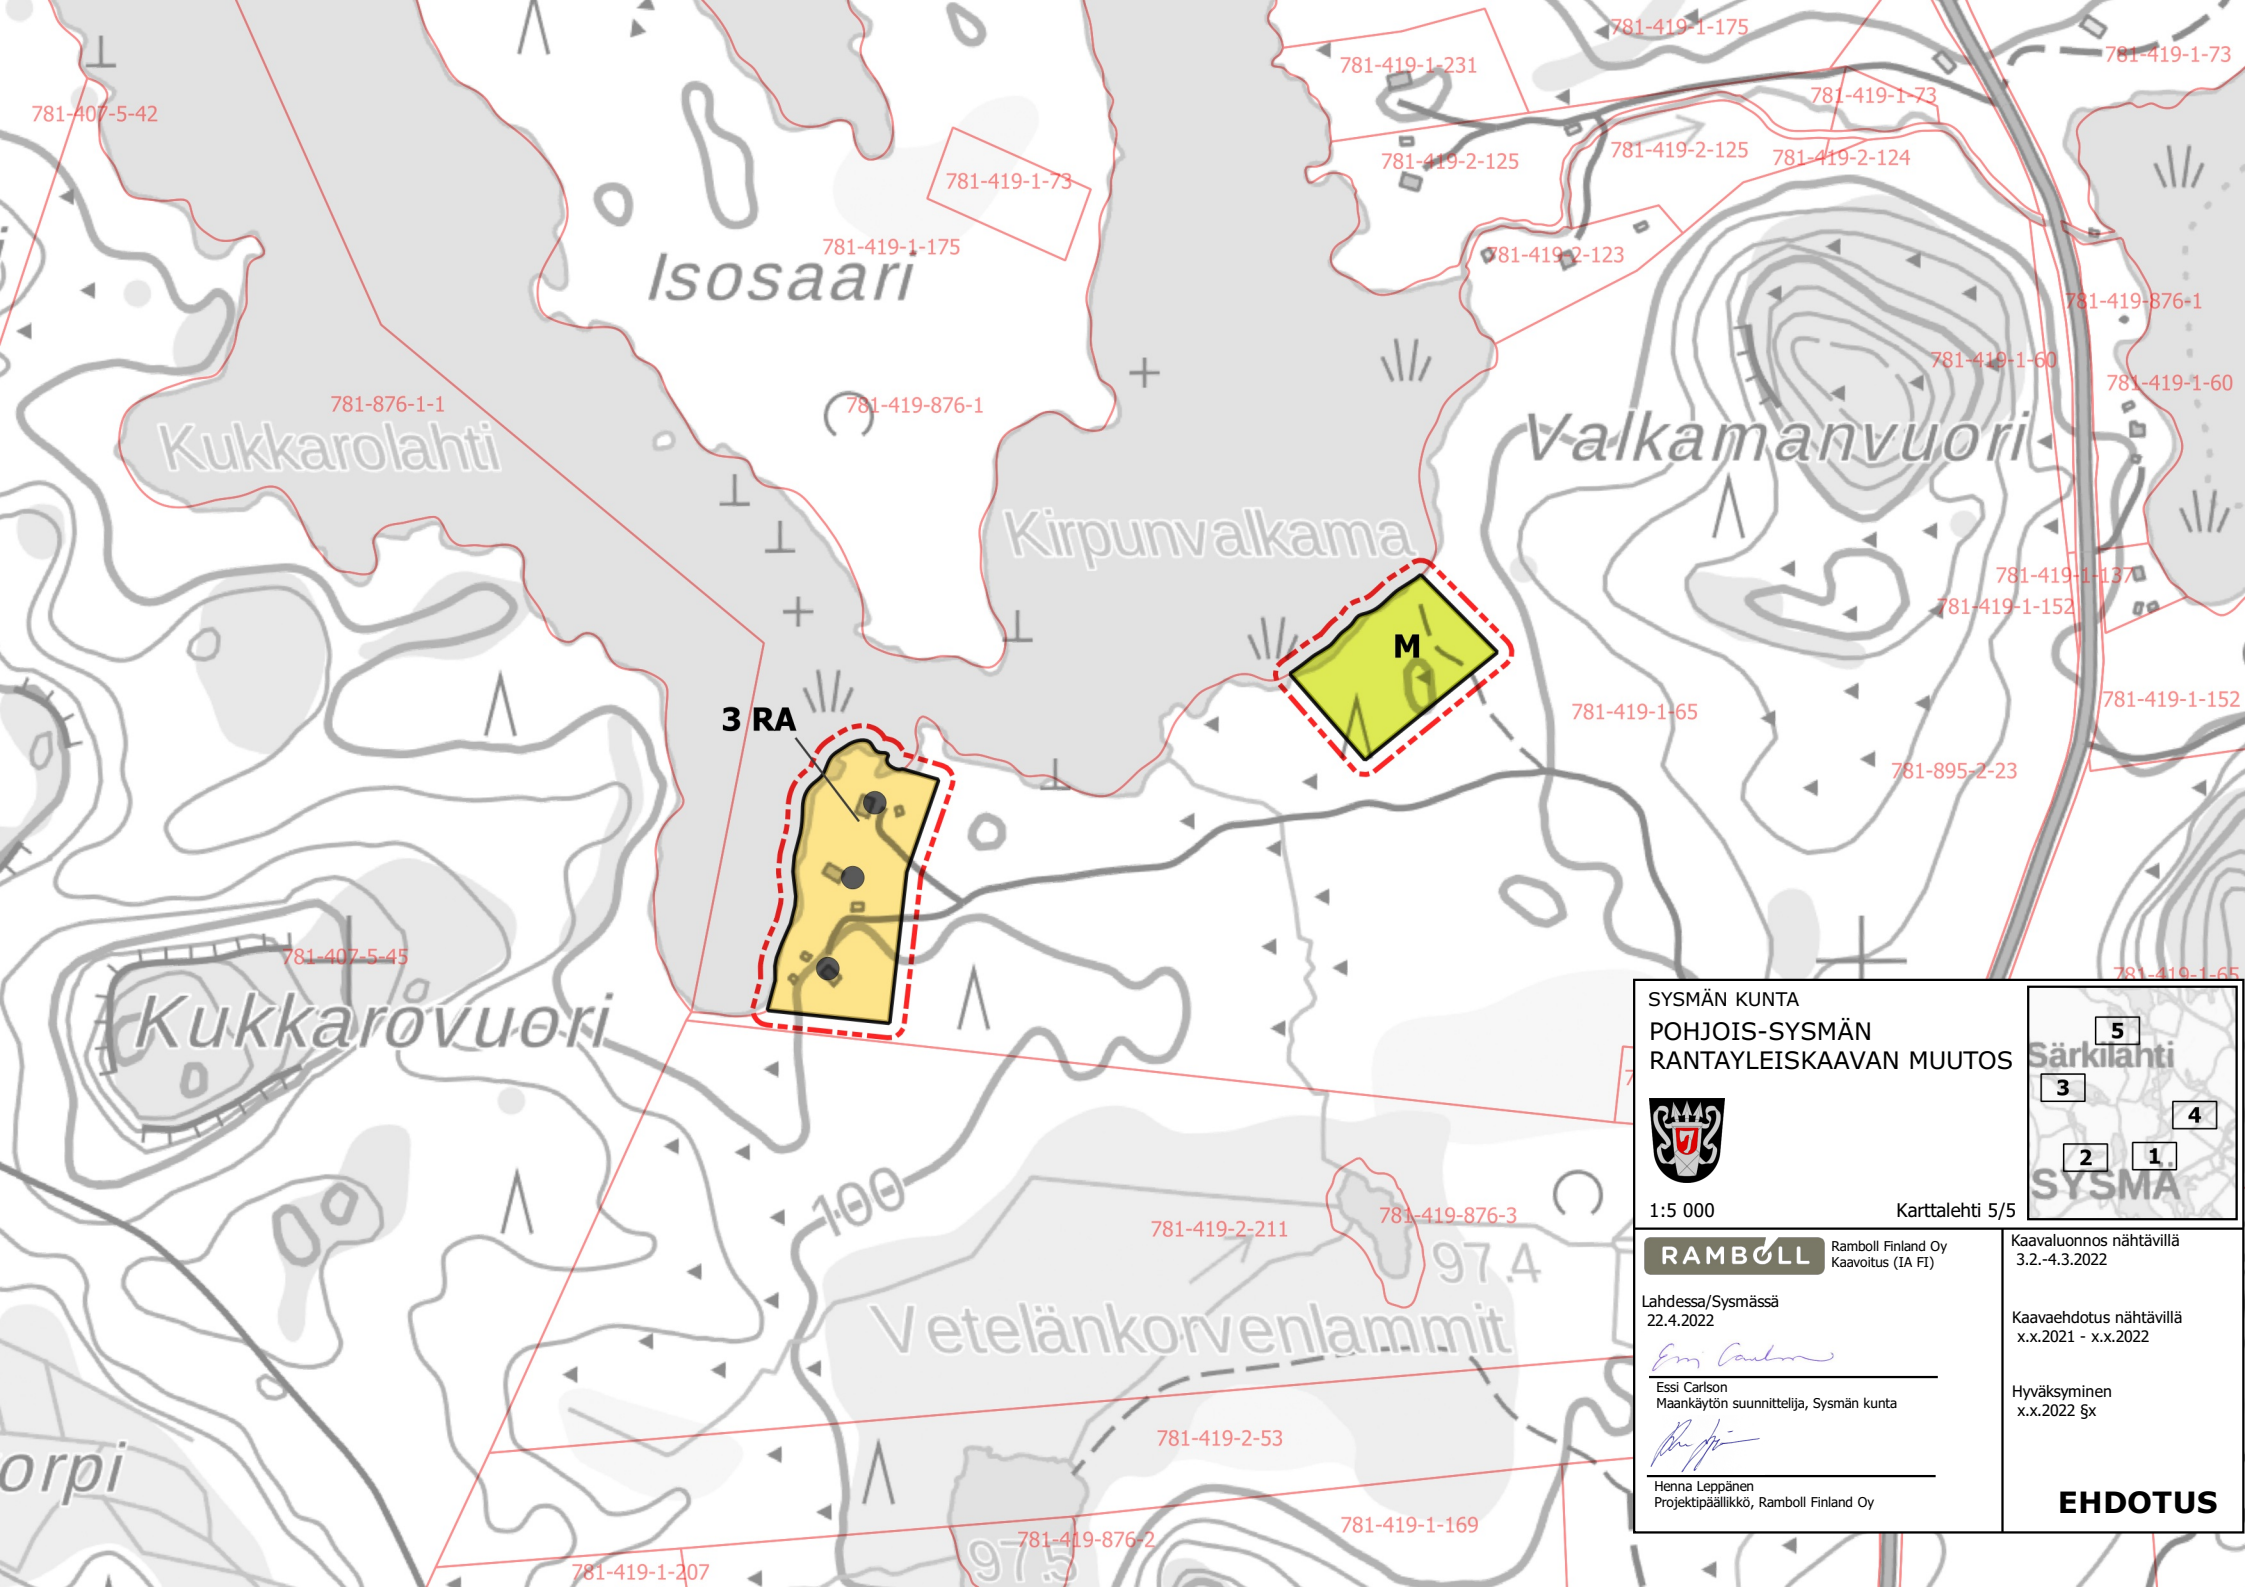 781-419-1-175
781-419-1-231
781-419-1-73
781-419-1-73
781-407-5-42
781-419-2-125
781-419-2-125
781-419-2-124
781-419-1-73
781-419-1-175
Isosaari
781-419-2-123
781-419-876-1
781-419-1-60
781-419-1-60
781-876-1-1
781-419-876-1
Kukkarolahti
Valkamanvuori
Kirpunvalkama
781-419-1-137
781-419-1-152
M
3 RA
781-419-1-65
781-419-1-152
781-895-2-23
781-407-5-45
781-419-1-65
Kukkarovuori
100
781-419-2-211
781-419-876-3
97.4
Vetelänkorvenlammit
781-419-2-53
orpi
781-419-1-169
781-419-876-2
97.5
781-419-1-207
SYSMÄN KUNTA
POHJOIS-SYSMÄN
RANTAYLEISKAAVAN MUUTOS
1:5 000
Karttalehti 5/5
5
Särkilahti
3
4
2
1
SYSMÄ
RAMBOLL
Ramboll Finland Oy
Kaavoitus (IA FI)
Lahdessa/Sysmässä
22.4.2022
Essi Carlson
Essi Carlson
Maankäytön suunnittelija, Sysmän kunta
Henna Leppänen
Projektipäällikkö, Ramboll Finland Oy
Kaavaluonnos nähtävillä
3.2.-4.3.2022
Kaavaehdotus nähtävillä
x.x.2021 - x.x.2022
Hyväksyminen
x.x.2022 §x
EHDOTUS